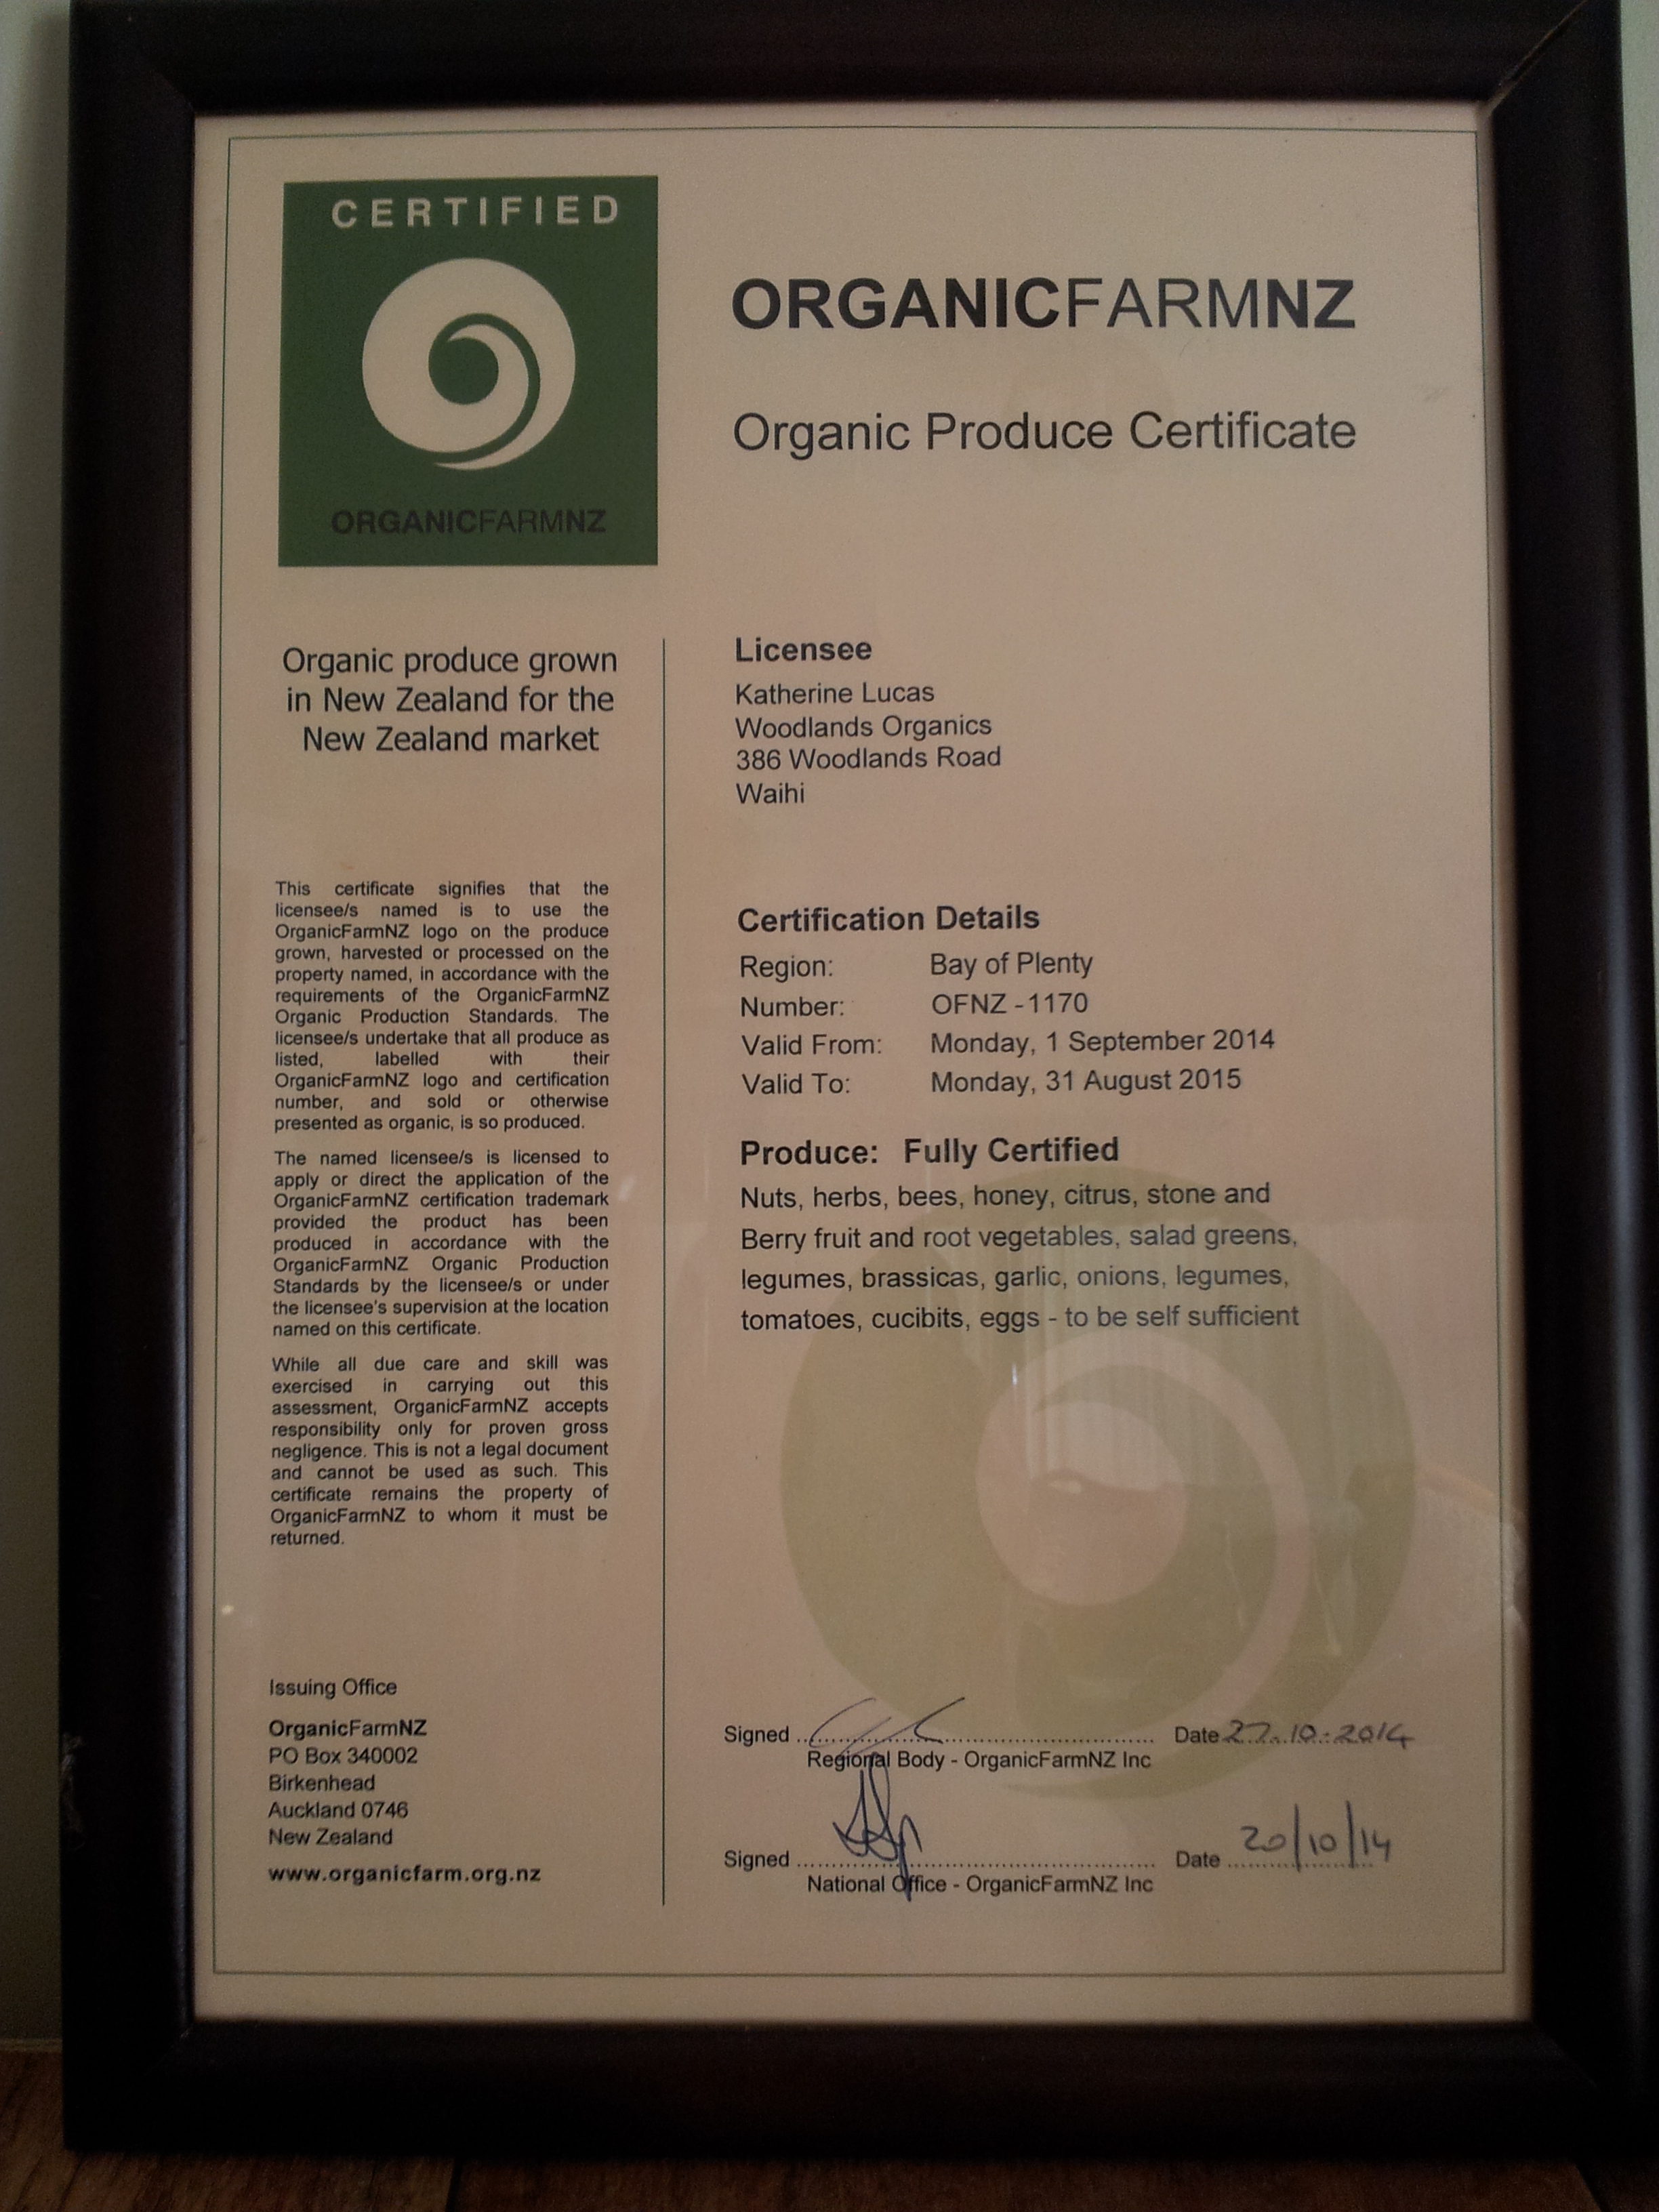 CERTIFIED
ORGANICFARMNZ
ORGANICFARMNZ
Organic Produce Certificate
Organic produce grown
in New Zealand for the
New Zealand market
This certificate signifies that the
licensee/s named is to use the
OrganicFarmNZ logo on the produce
grown, harvested or processed on the
property named, in accordance with the
requirements of the OrganicFarmNZ
Organic Production Standards. The
licensee/s undertake that all produce as
listed, labelled with their
OrganicFarmNZ logo and certification
number, and sold or otherwise
presented as organic, is so produced.
The named licensee/s is licensed to
apply or direct the application of the
OrganicFarmNZ certification trademark
provided the product has been
produced in accordance with the
OrganicFarmNZ Organic Production
Standards by the licensee/s or under
the licensee's supervision at the location
named on this certificate.
While all due care and skill was
exercised in carrying out this
assessment, OrganicFarmNZ accepts
responsibility only for proven gross
negligence. This is not a legal document
and cannot be used as such. This
certificate remains the property of
OrganicFarmNZ to whom it must be
returned.
Issuing Office
OrganicFarmNZ
PO Box 340002
Birkenhead
Auckland 0746
New Zealand
www.organicfarm.org.nz
Licensee
Katherine Lucas
Woodlands Organics
386 Woodlands Road
Waihi
Certification Details
Region: Bay of Plenty
Number: OFNZ -1170
Valid From: Monday, 1 September 2014
Valid To: Monday, 31 August 2015
Produce: Fully Certified
Nuts, herbs, bees, honey, citrus, stone and
Berry fruit and root vegetables, salad greens,
legumes, brassicas, garlic, onions, legumes,
tomatoes, cucibits, eggs - to be self sufficient
Signed Date 27.10.2014
Regional Body - OrganicFarmNZ Inc
Signed Date 20/10/14
National Office - OrganicFarmNZ Inc